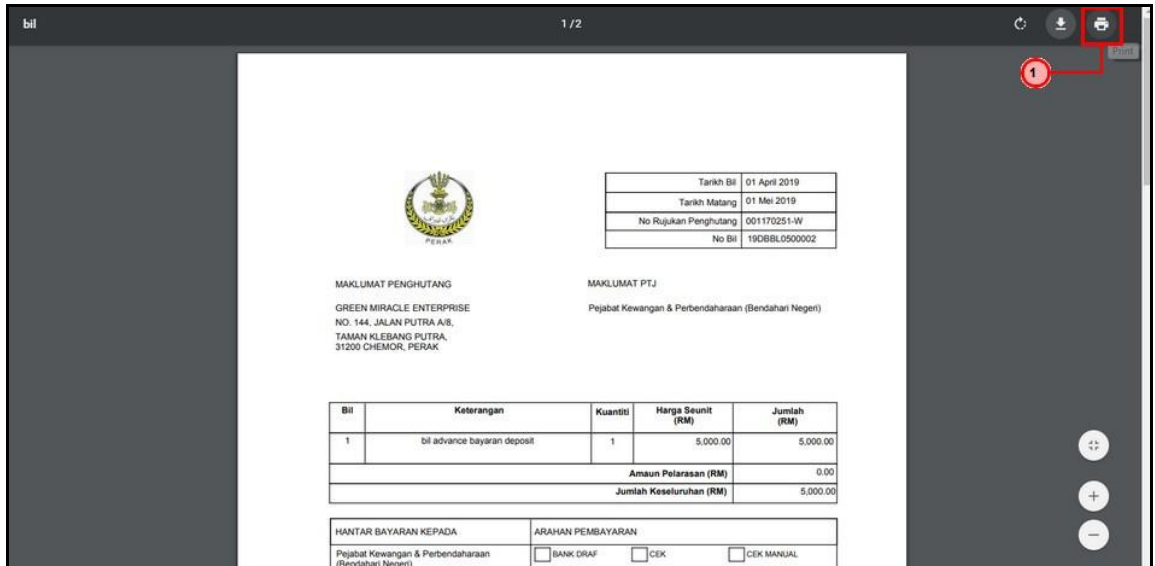 bil
1 / 2
Print
1
PERAK
Tarikh Bil 01 April 2019
Tarikh Matang 01 Mei 2019
No Rujukan Penghutang 001170251-W
No Bil 19DBBL0500002
MAKLUMAT PENGHUTANG
GREEN MIRACLE ENTERPRISE
NO. 144, JALAN PUTRA A/8,
TAMAN KLEBANG PUTRA,
31200 CHEMOR, PERAK
MAKLUMAT PTJ
Pejabat Kewangan & Perbendaharaan (Bendahari Negeri)
Bil Keterangan Kuantiti Harga Seunit (RM) Jumlah (RM)
1 bil advance bayaran deposit 1 5,000.00 5,000.00
Amaun Pelarasan (RM) 0.00
Jumlah Keseluruhan (RM) 5,000.00
HANTAR BAYARAN KEPADA ARAHAN PEMBAYARAN
Pejabat Kewangan & Perbendaharaan BANK DRAF CEK CEK MANUAL
(Bendahari Negeri)